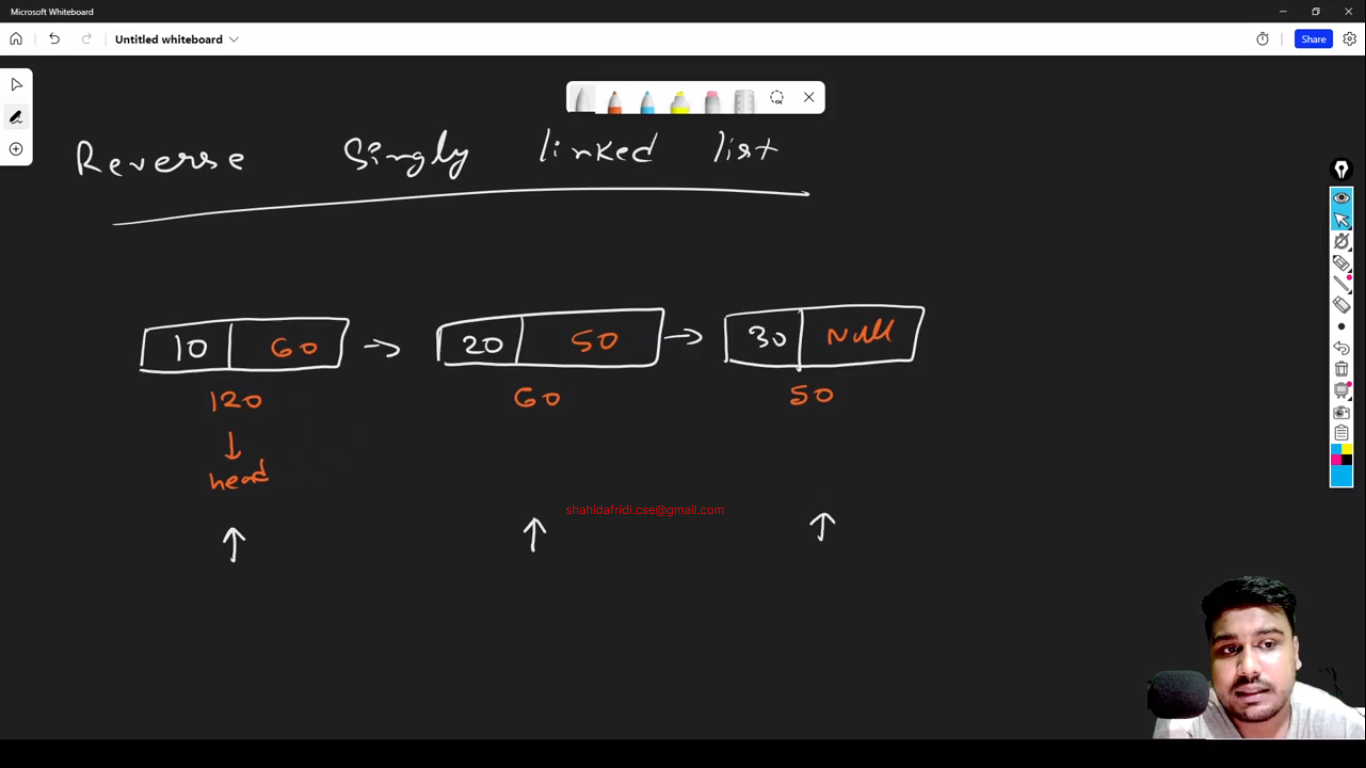 Microsoft Whiteboard
Untitled whiteboard
Share
Reverse Singly linked list
10 60 20 50 30 Null
120 60 50
head
shahidafridi.cse@gmail.com